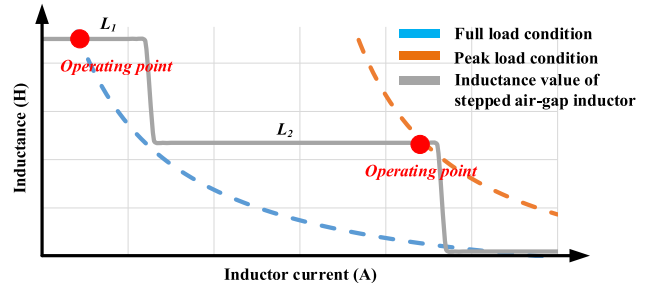 L1
Full load condition
Peak load condition
Operating point
Inductance value of
stepped air-gap inductor
L2
Operating point
Inductance (H)
Inductor current (A)